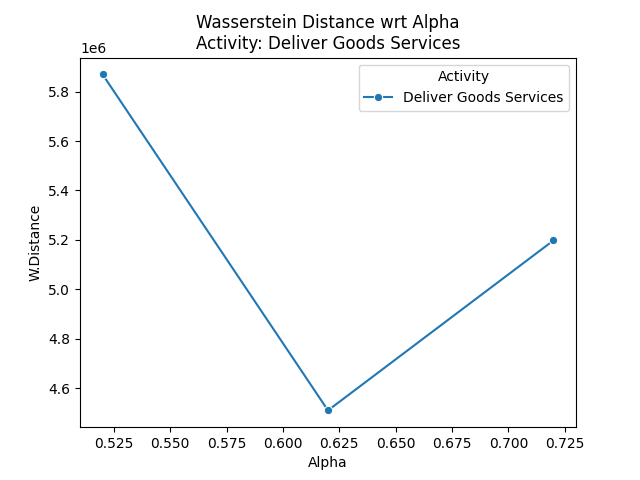 Wasserstein Distance wrt Alpha
Activity: Deliver Goods Services
1e6
Activity
Deliver Goods Services
5.8
5.6
5.4
5.2
5.0
4.8
4.6
W.Distance
0.525 0.550 0.575 0.600 0.625 0.650 0.675 0.700 0.725
Alpha